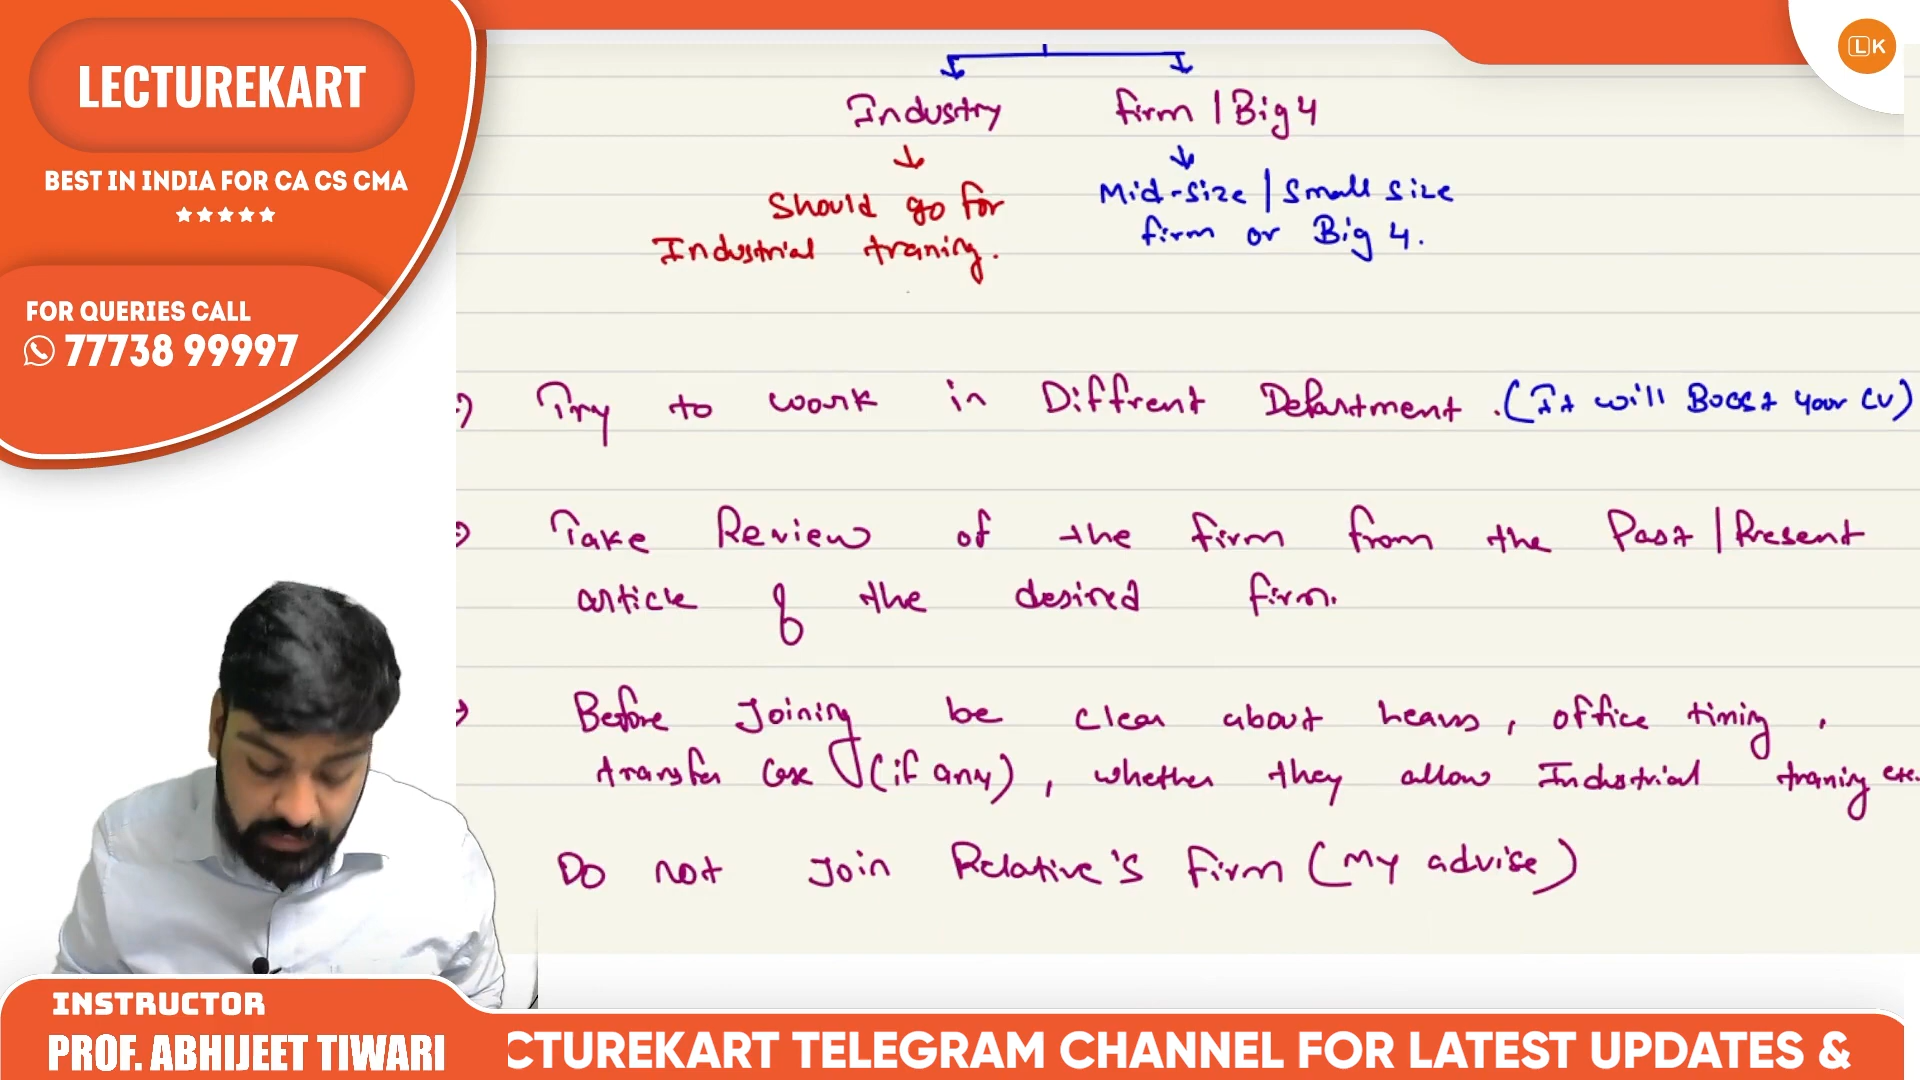 LECTUREKART
BEST IN INDIA FOR CA CS CMA
FOR QUERIES CALL
77738 99997
LK
Industry firm | Big 4
Should go for
Industrial traning.
Mid-size | Small size
firm or Big 4.
Try to work in Diffrent Department. (It will Boost your CV)
Take Review of the firm from the Past | Present
article of the desired firm.
Before Joining be clear about leaves, office timing,
transfer case (if any), whether they allow Industrial traning etc.
Do not Join Relative's firm (My advise)
INSTRUCTOR
PROF. ABHIJEET TIWARI
CTUREKART TELEGRAM CHANNEL FOR LATEST UPDATES &